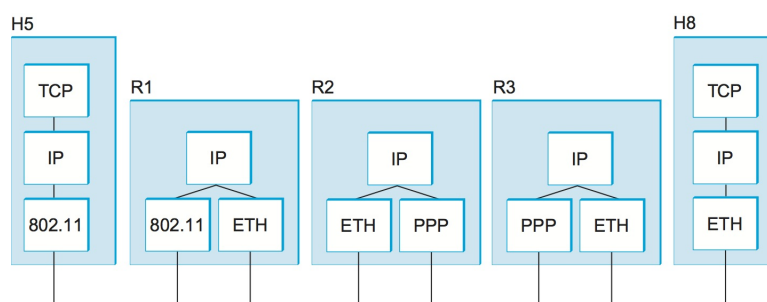 H5
TCP
IP
802.11
R1
IP
802.11 ETH
R2
IP
ETH PPP
R3
IP
PPP ETH
H8
TCP
IP
ETH